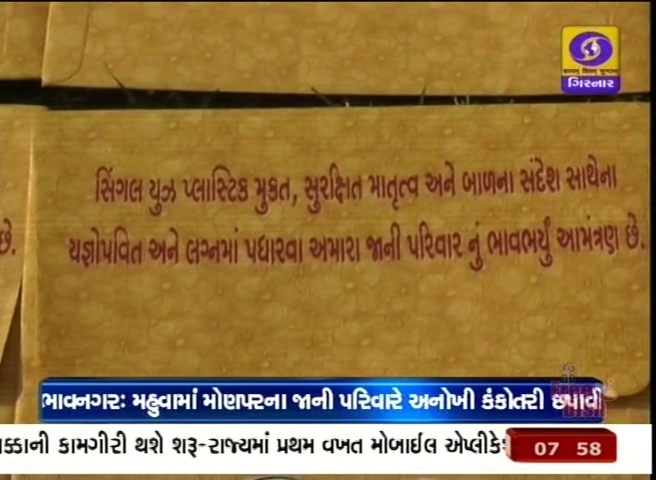 ગિરનાર
સિંગલ યુઝ પ્લાસ્ટિક મુક્ત, સુરક્ષિત માતૃત્વ અને બાળના સંદેશ સાથેના
યજ્ઞોપવિત અને લગ્નમાં પધારવા અમારા જાની પરિવાર નું ભાવભર્યું આમંત્રણ છે.
છે.
ભાવનગરઃ મહુવામાં મોણપરના જાની પરિવારે અનોખી કંકોતરી છપાવી
ક્કાની કામગીરી થશે શરૂ-રાજ્યમાં પ્રથમ વખત મોબાઈલ
07 58